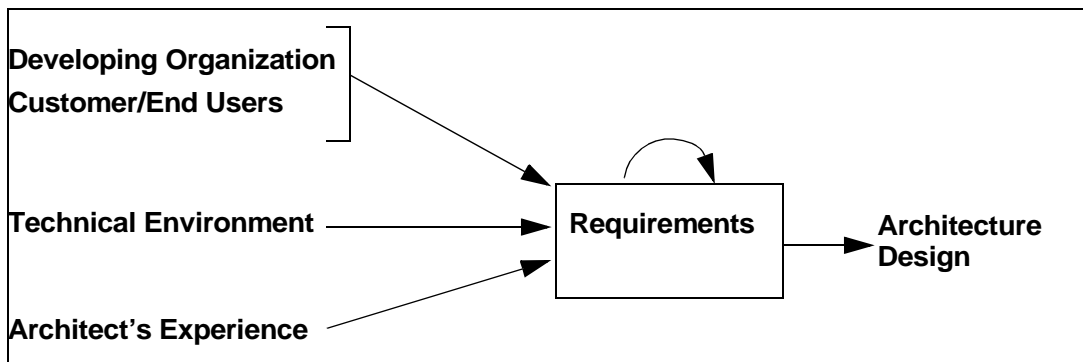 Developing Organization
Customer/End Users
Technical Environment
Requirements
Architecture
Design
Architect's Experience